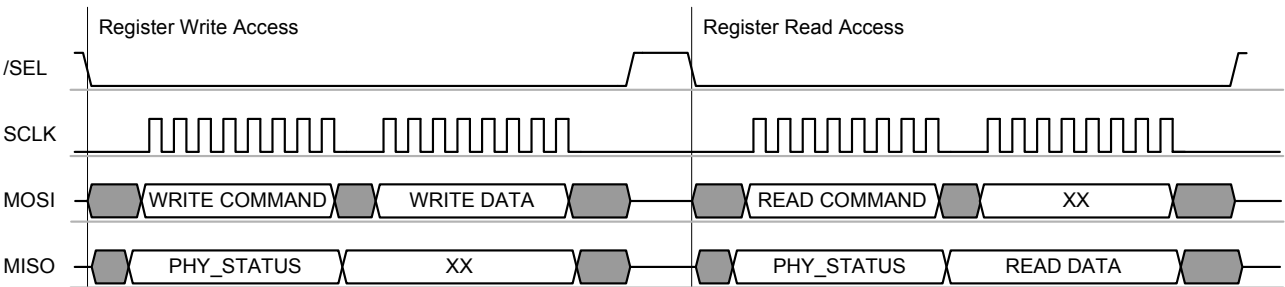 Register Write Access Register Read Access
/SEL
SCLK
MOSI WRITE COMMAND WRITE DATA READ COMMAND XX
MISO PHY_STATUS XX PHY_STATUS READ DATA